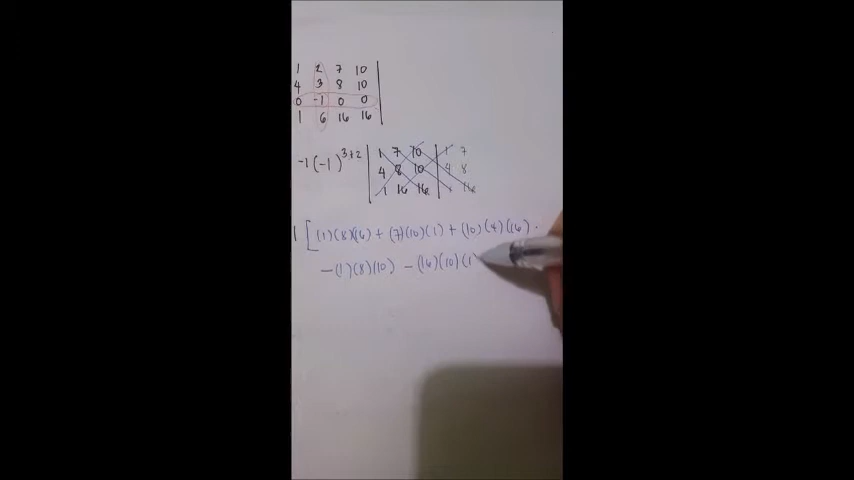 1 2 7 10
4 3 8 10
0 -1 0 0
1 6 16 16
-1(-1)^{3+2} | 1 7 10 | 1 7
4 8 10 | 4 8
1 16 16 | 1 16
1 [ (1)(8)(16) + (7)(10)(1) + (10)(4)(16)
-(1)(8)(10) - (16)(10)(1)